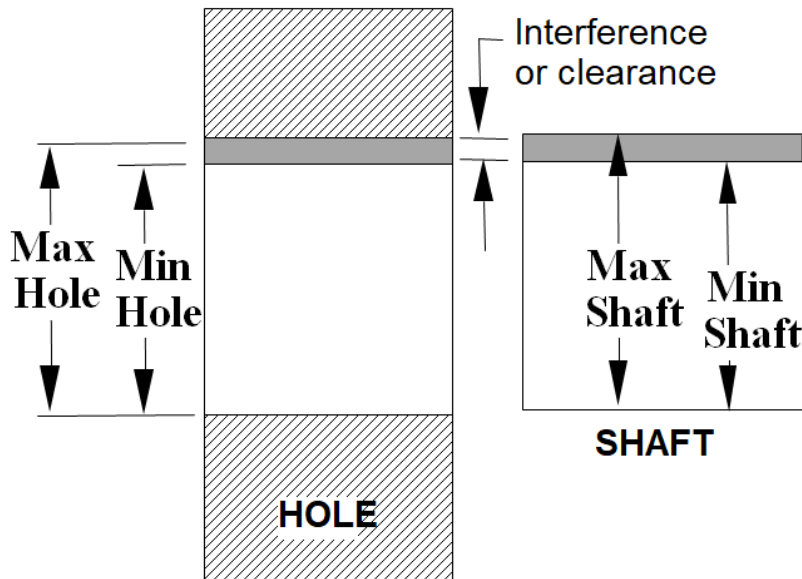 Interference
or clearance
Max
Hole
Min
Hole
Max
Shaft
Min
Shaft
SHAFT
HOLE